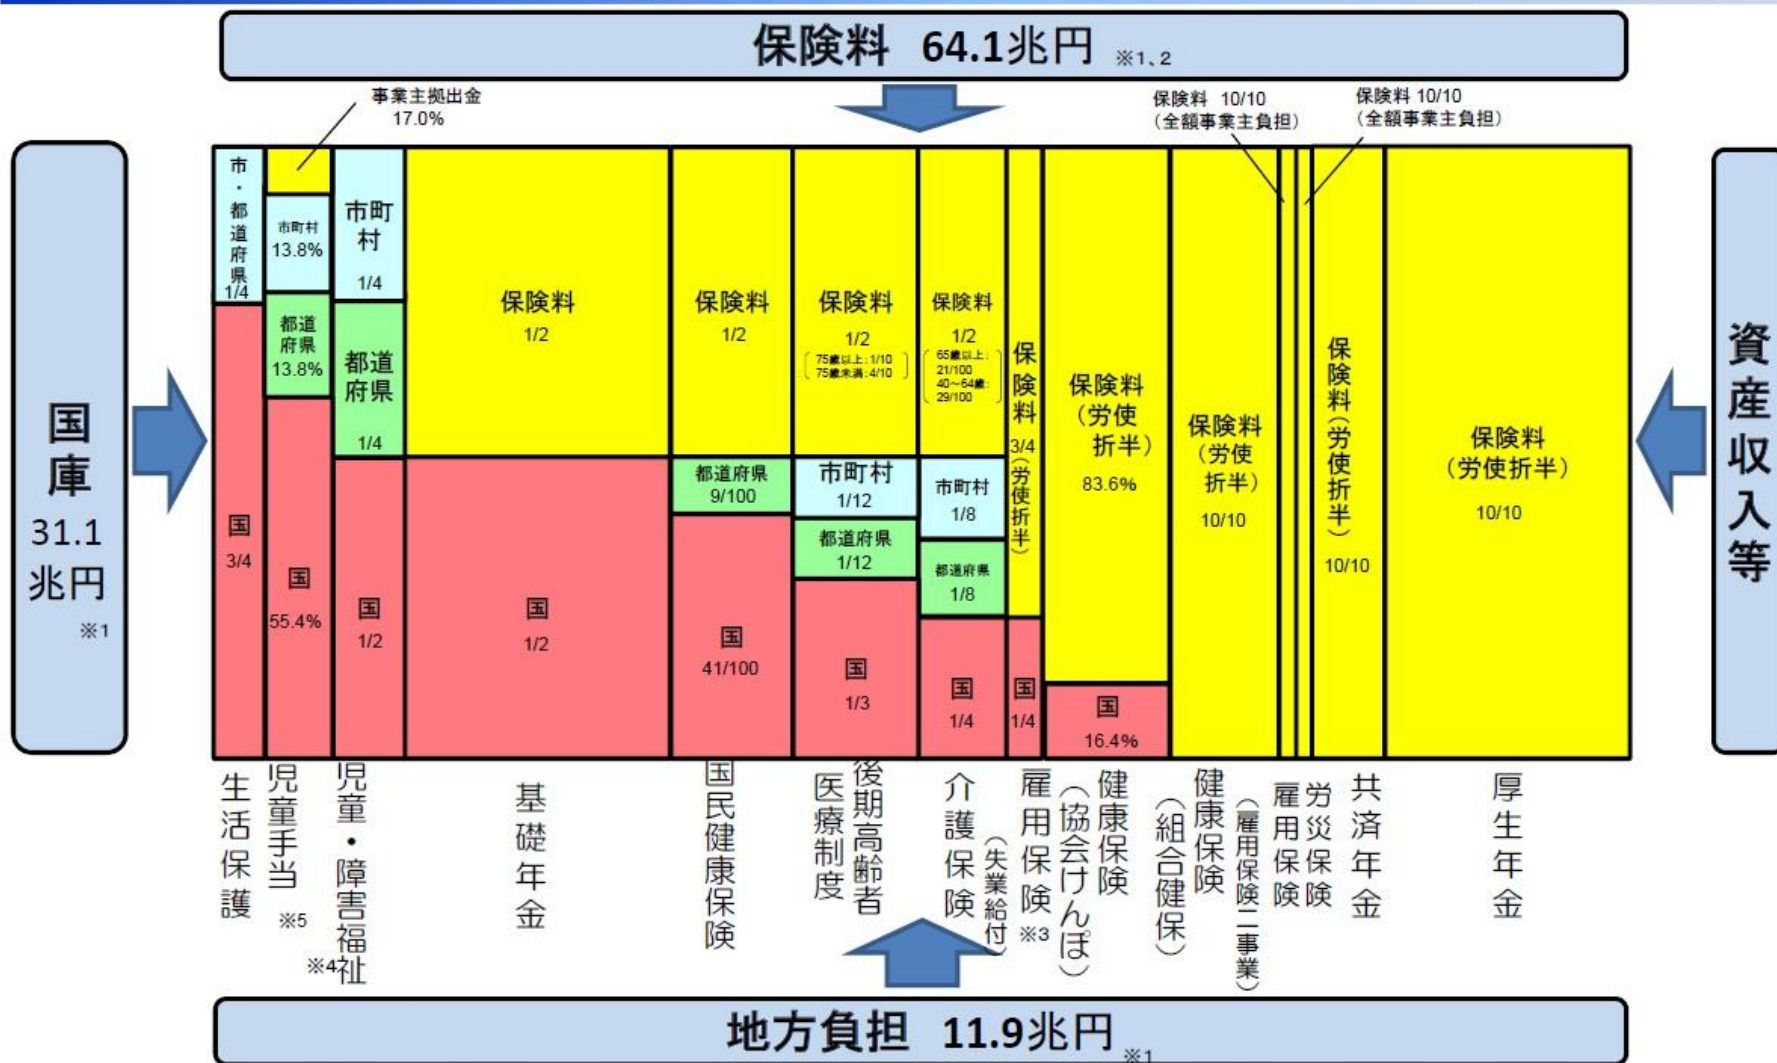 保険料 64.1兆円 ※1、2
事業主拠出金
17.0%
保険料 10/10
（全額事業主負担）
保険料 10/10
（全額事業主負担）
国庫
31.1
兆円
※1
資産収入等
市・都道府県
1/4
国
3/4
市町村
13.8%
都道
府県
13.8%
国
55.4%
市町
村
1/4
都道
府県
1/4
国
1/2
保険料
1/2
国
1/2
保険料
1/2
都道府県
9/100
国
41/100
保険料
1/2
75歳以上：1/10
75歳未満：4/10
市町村
1/12
都道府県
1/12
国
1/3
保険料
1/2
65歳以上：
21/100
40～64歳：
29/100
市町村
1/8
都道府県
1/8
国
1/4
保険料
3/4
（労使折半）
国
1/4
保険料
（労使
折半）
83.6%
国
16.4%
保険料
（労使
折半）
10/10
保険料（労使折半）
10/10
保険料
（労使折半）
10/10
生活保護
児童手当
※5
児童・障害福祉
※4
基礎年金
国民健康保険
後期高齢者
医療制度
介護保険
雇用保険
（失業給付）
※3
健康保険
（協会けんぽ）
健康保険
（組合健保）
雇用保険
（雇用保険二事業）
労災保険
共済年金
厚生年金
地方負担 11.9兆円 ※1